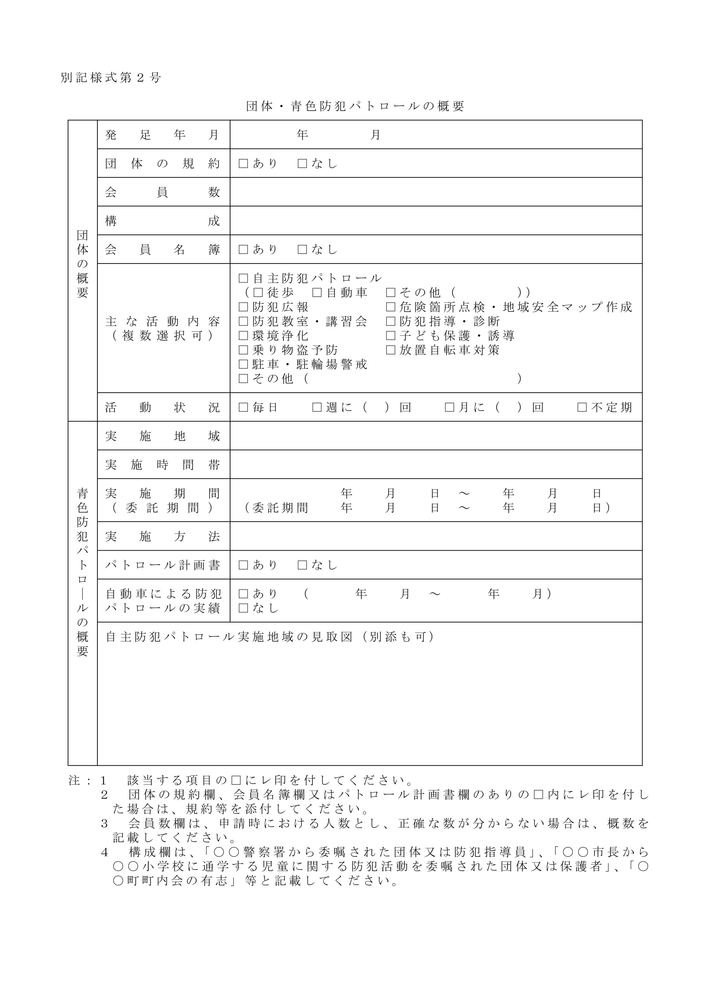 別記様式第２号
団体・青色防犯パトロールの概要
団体の概要
発足年月　年　月
団体の規約　□あり　□なし
会員数
構成
会員名簿　□あり　□なし
主な活動内容
（複数選択可）
□自主防犯パトロール
（□徒歩　□自動車　□その他（　　　　））
□防犯広報　□危険箇所点検・地域安全マップ作成
□防犯教室・講習会　□防犯指導・診断
□環境浄化　□子ども保護・誘導
□乗り物盗予防　□放置自転車対策
□駐車・駐輪場警戒
□その他（　　　　　　　　　　　　　　）
活動状況　□毎日　□週に（　）回　□月に（　）回　□不定期
青色防犯パトロールの概要
実施地域
実施時間帯
実施期間　年　月　日　～　年　月　日
（委託期間）　（委託期間　年　月　日　～　年　月　日）
実施方法
パトロール計画書　□あり　□なし
自動車による防犯　□あり　（　年　月　～　年　月）
パトロールの実績　□なし
自主防犯パトロール実施地域の見取図（別添も可）
注：１　該当する項目の□にレ印を付してください。
２　団体の規約欄、会員名簿欄又はパトロール計画書欄のありの□内にレ印を付し
た場合は、規約等を添付してください。
３　会員数欄は、申請時における人数とし、正確な数が分からない場合は、概数を
記載してください。
４　構成欄は、「○○警察署から委嘱された団体又は防犯指導員」、「○○市長から
○○小学校に通学する児童に関する防犯活動を委嘱された団体又は保護者」、「○
○町町内会の有志」等と記載してください。